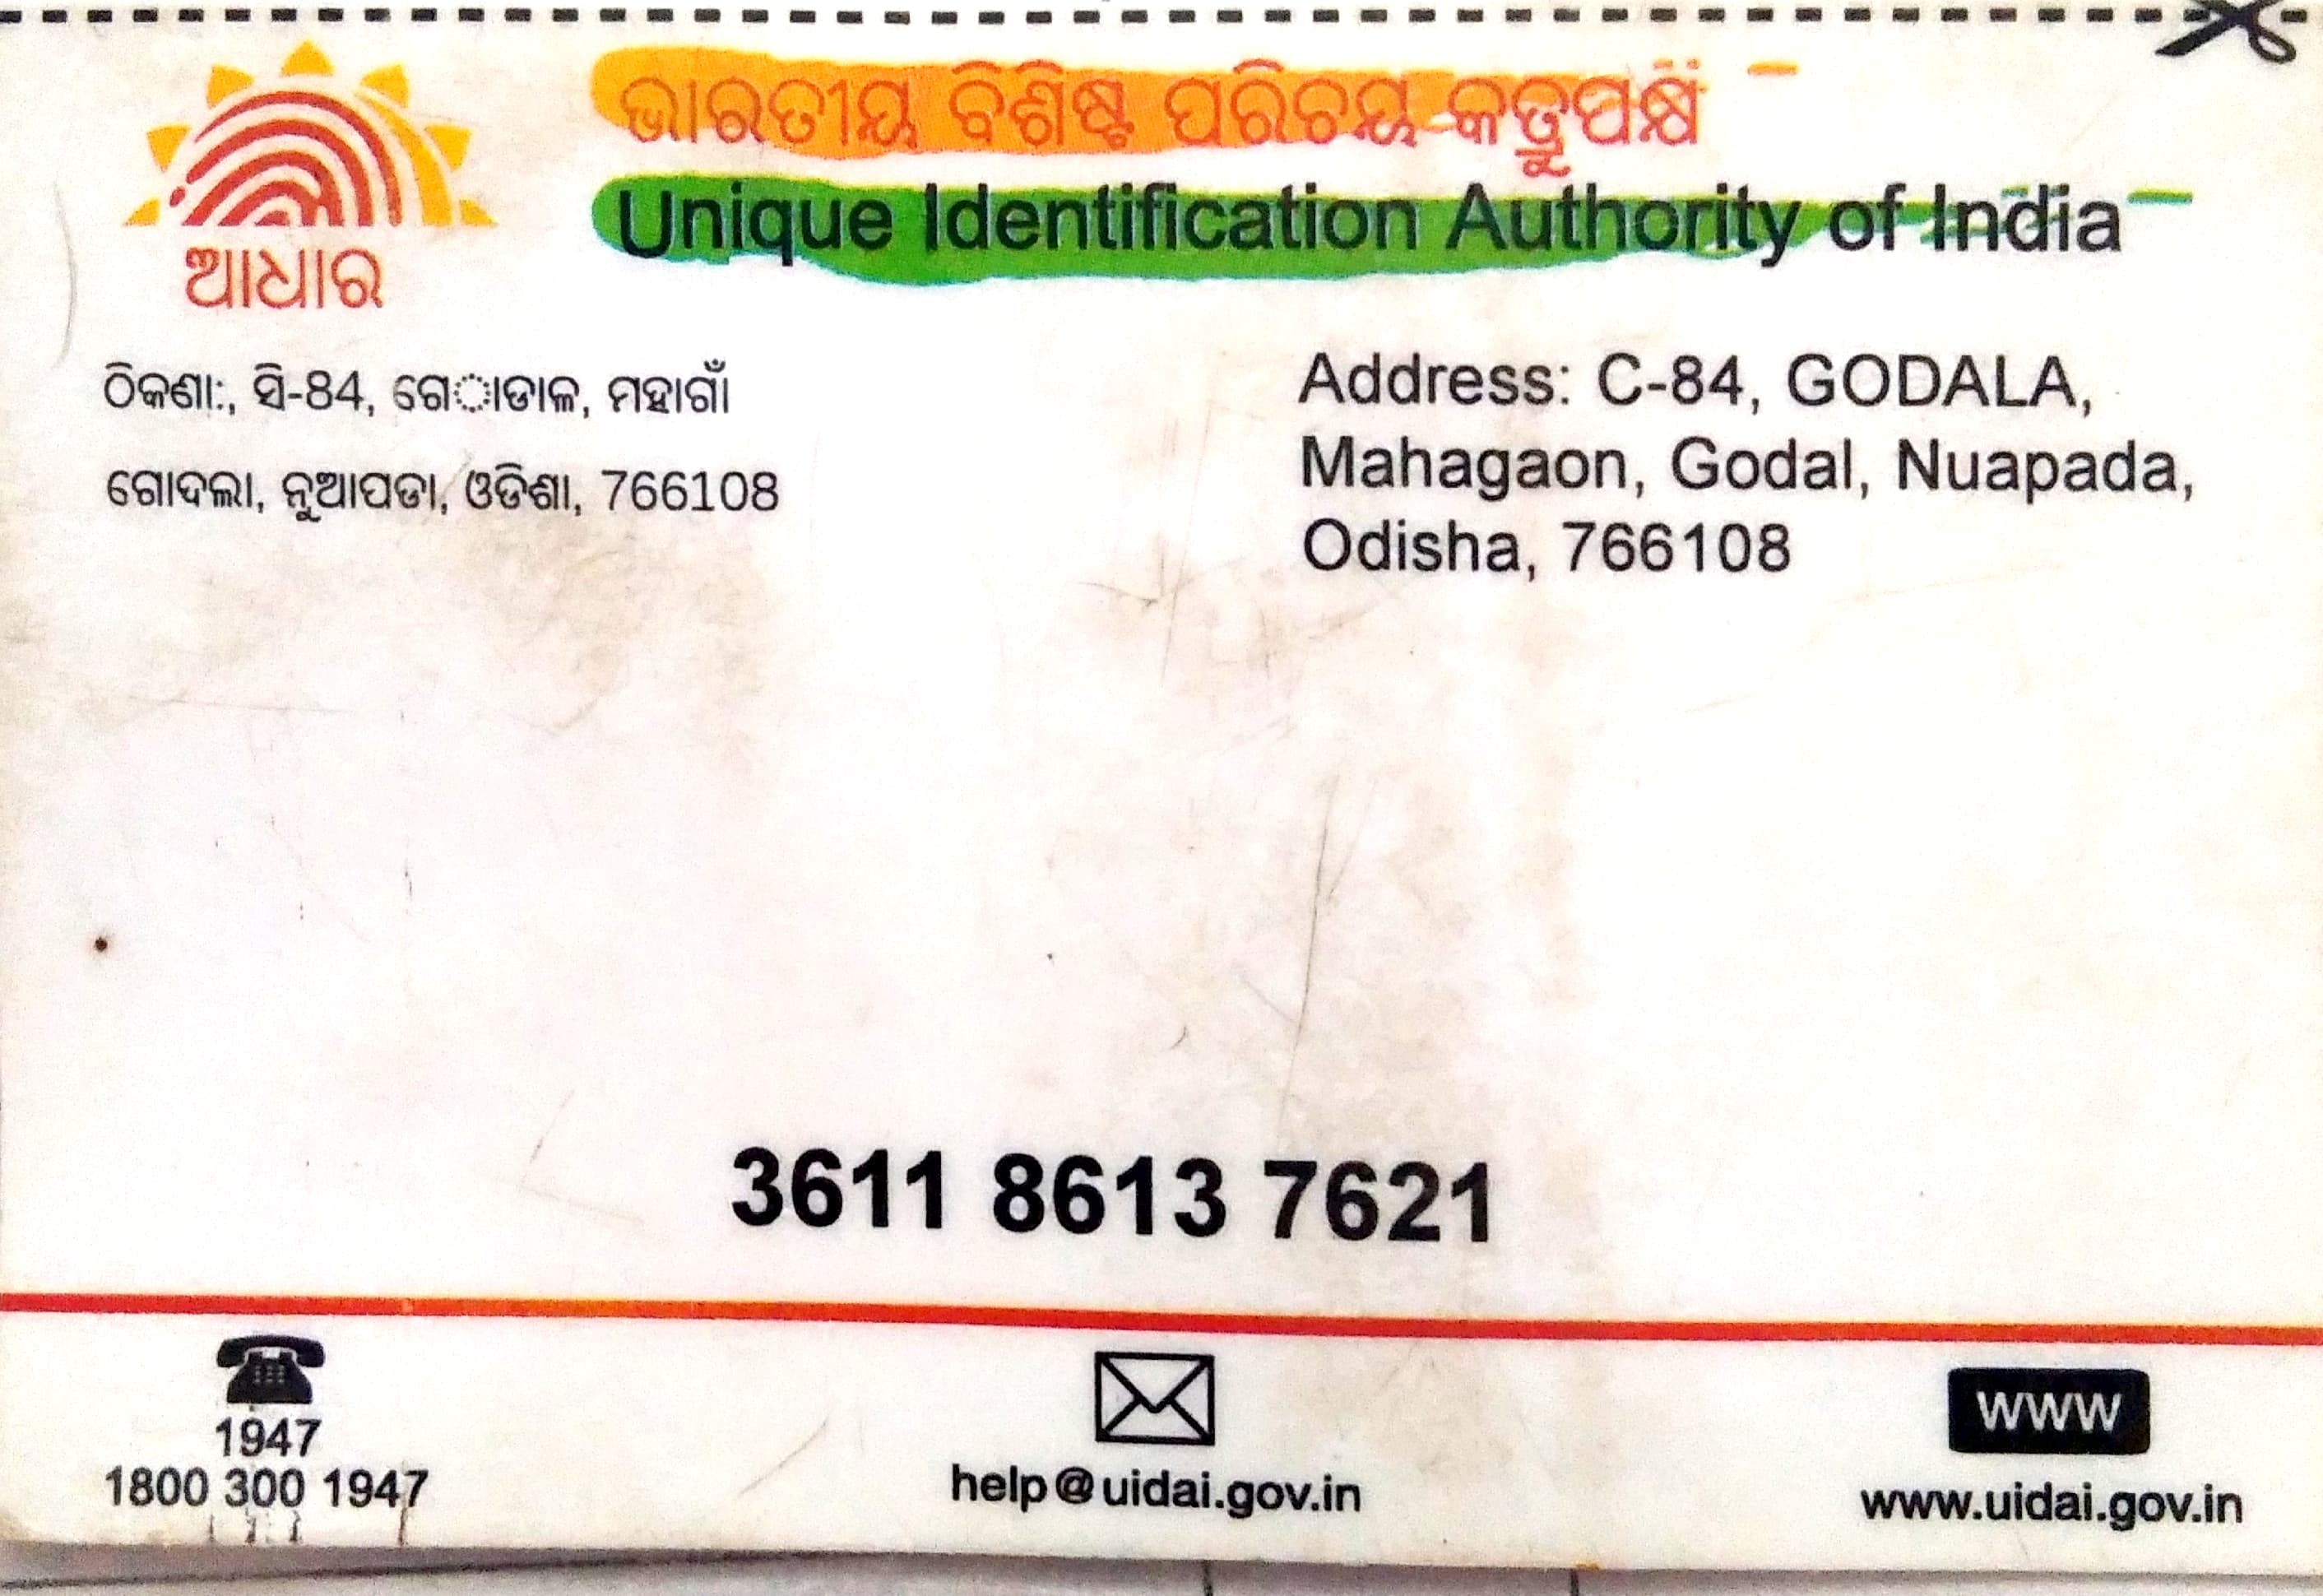 ଭାରତୀୟ ବିଶିଷ୍ଟ ପରିଚୟ କର୍ତ୍ତୃପକ୍ଷ
Unique Identification Authority of India
ଆଧାର
ଠିକଣା:, ସି-84, ଗୋଡାଳ, ମହାଗାଁ
ଗୋଦଲା, ନୁଆପଡା, ଓଡିଶା, 766108
Address: C-84, GODALA,
Mahagaon, Godal, Nuapada,
Odisha, 766108
3611 8613 7621
1947
1800 300 1947
help@uidai.gov.in
www
www.uidai.gov.in